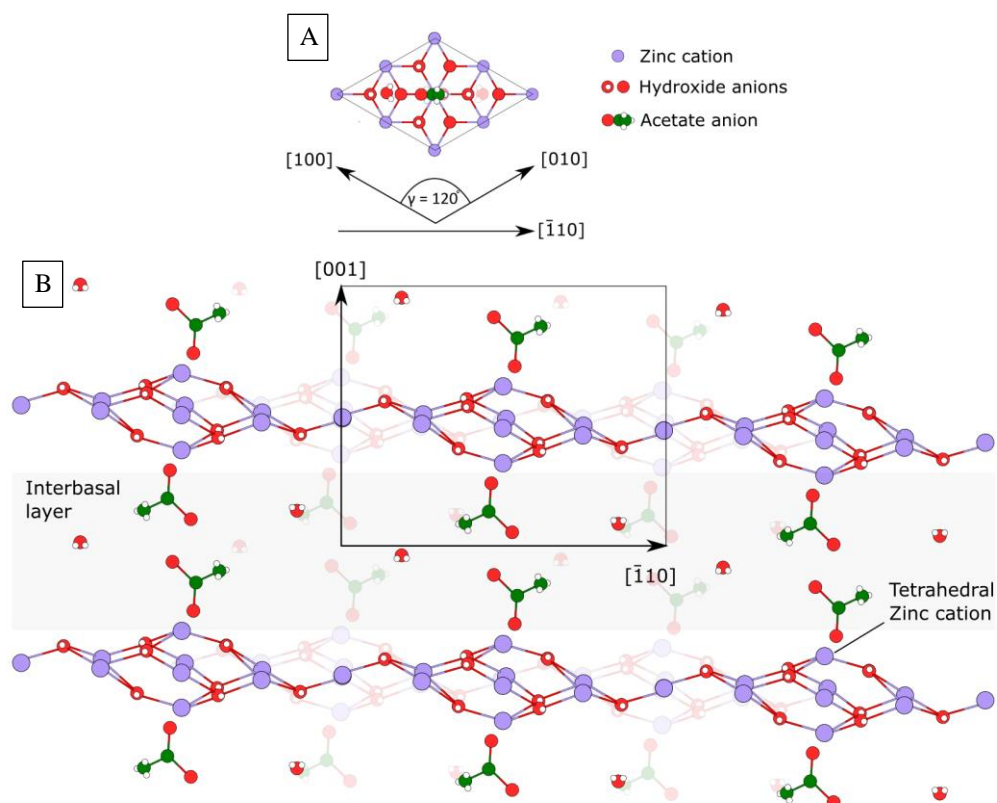 A
Zinc cation
Hydroxide anions
Acetate anion
[100]
[010]
γ = 120°
[1̄10]
B
[001]
Interbasal
layer
[1̄10]
Tetrahedral
Zinc cation